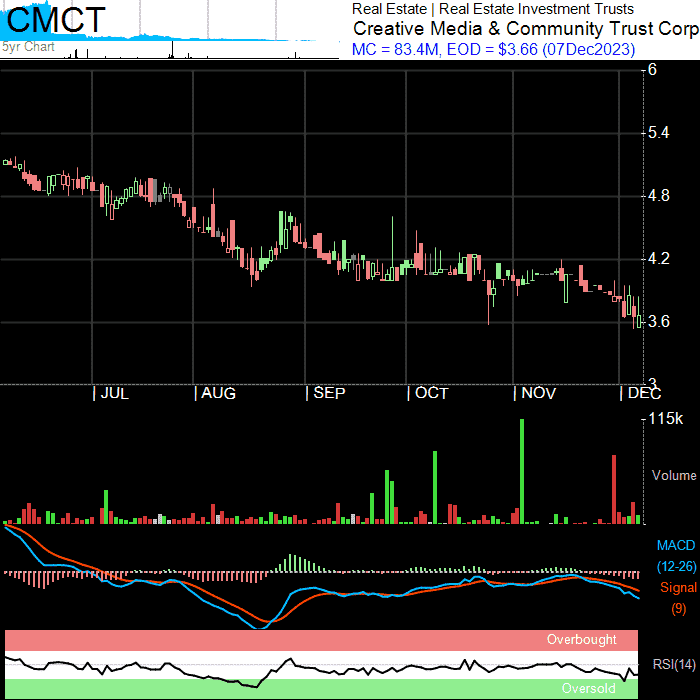 CMCT
5yr Chart
Real Estate | Real Estate Investment Trusts
Creative Media & Community Trust Corp
MC = 83.4M, EOD = $3.66 (07Dec2023)
6
5.4
4.8
4.2
3.6
3
| JUL | AUG | SEP | OCT | NOV | DEC
115k
Volume
MACD
(12-26)
Signal
(9)
Overbought
RSI(14)
Oversold